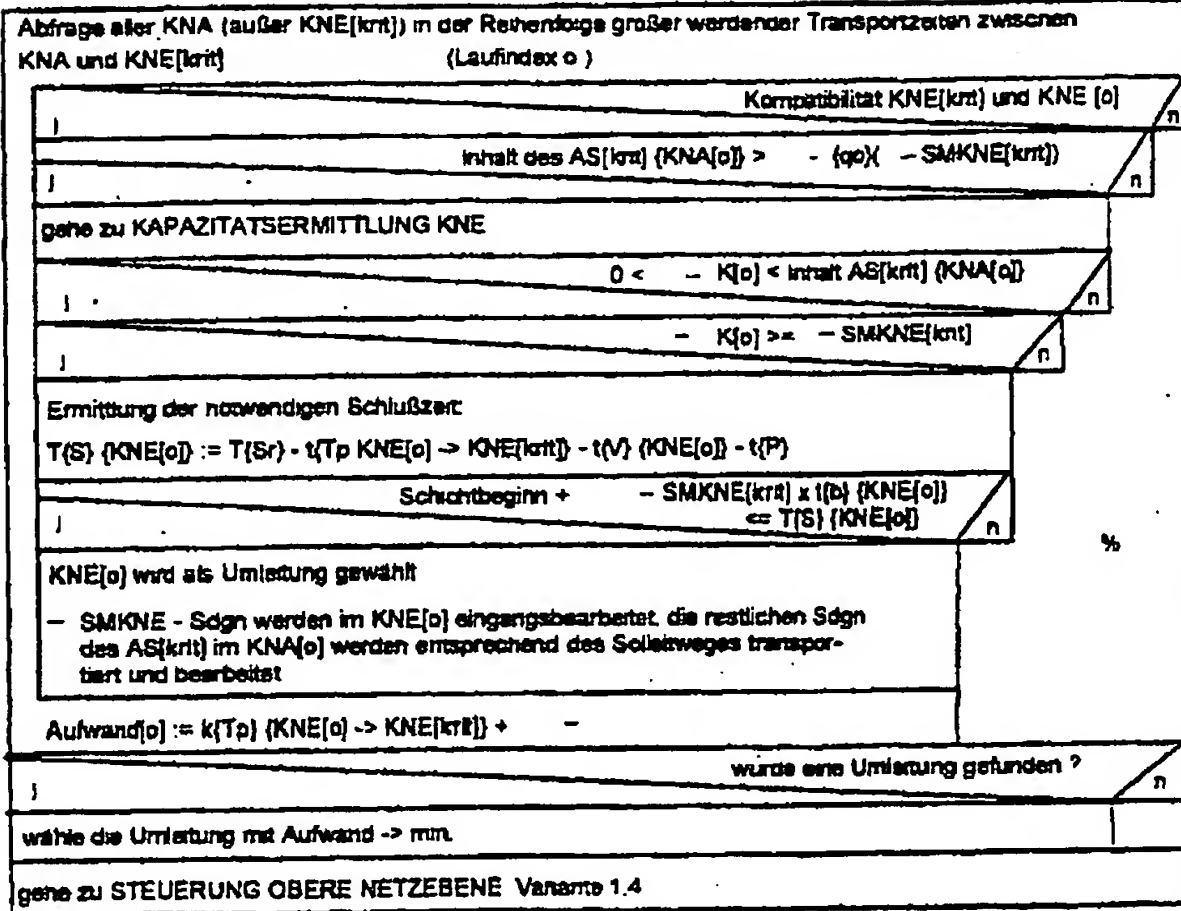 Abfrage aller KNA (außer KNE[krit]) in der Reihenfolge größer werdender Transportzeiten zwischen
KNA und KNE[krit] (Laufindex o )
Kompatibilität KNE[krit] und KNE [o]
j n
Inhalt des AS[krit] {KNA[o]} > - {qo}( - SMKNE[krit])
j n
gehe zu KAPAZITATSERMITTLUNG KNE
0 < - K[o] < Inhalt AS[krit] {KNA[o]}
j n
- K[o] >= - SMKNE[krit]
j n
Ermittlung der notwendigen Schlußzeit:
T{S} {KNE[o]} := T{Sr} - t{Tp KNE[o] -> KNE[krit]} - t{V} {KNE[o]} - t{P}
Schichtbeginn + - SMKNE[krit] x t{b} {KNE[o]}
<= T{S} {KNE[o]}
j n
%
KNE[o] wird als Umleitung gewählt
- SMKNE - Sdgn werden im KNE[o] eingangsbearbeitet, die restlichen Sdgn
des AS[krit] im KNA[o] werden entsprechend des Solleitweges transpor-
tiert und bearbeitet
Aufwand[o] := k{Tp} {KNE[o] -> KNE[krit]} + -
wurde eine Umleitung gefunden ?
j n
wähle die Umleitung mit Aufwand -> min.
gehe zu STEUERUNG OBERE NETZEBENE Variante 1.4